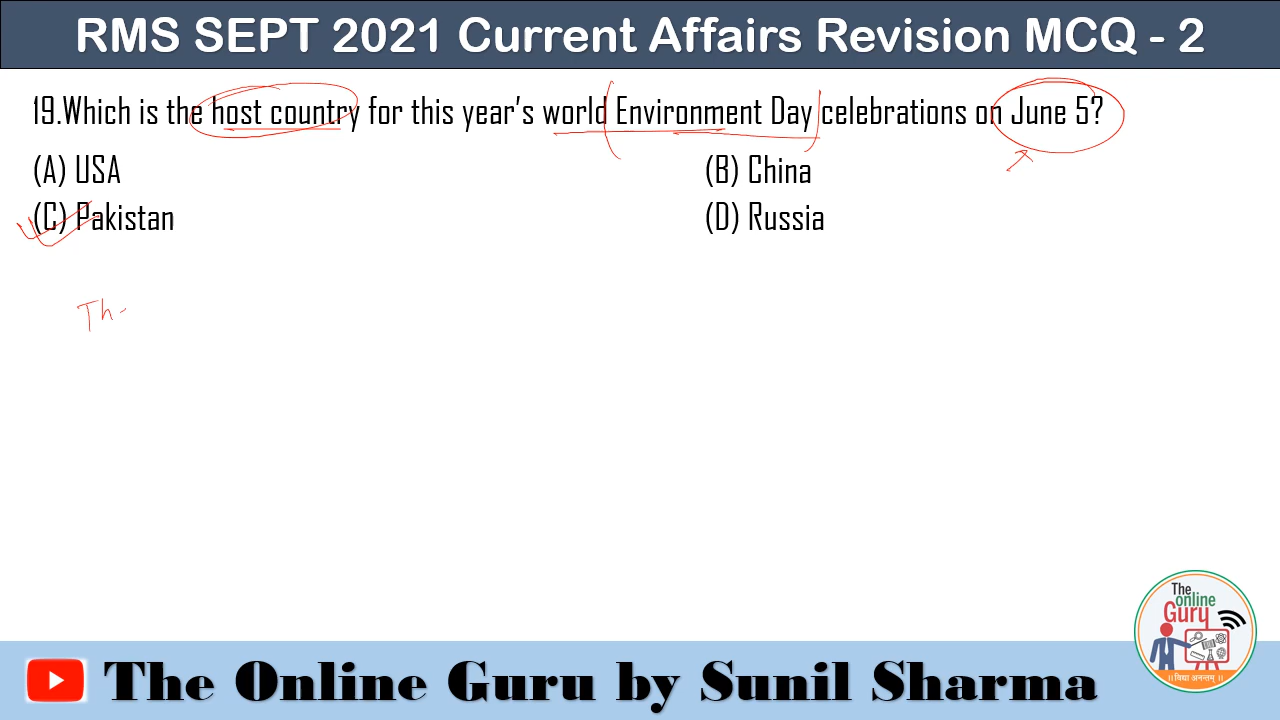 RMS SEPT 2021 Current Affairs Revision MCQ - 2
19.Which is the host country for this year's world Environment Day celebrations on June 5?
(A) USA
(B) China
(C) Pakistan
(D) Russia
Th
The
online
Guru
।। विद्या अनन्तम् ।।
The Online Guru by Sunil Sharma